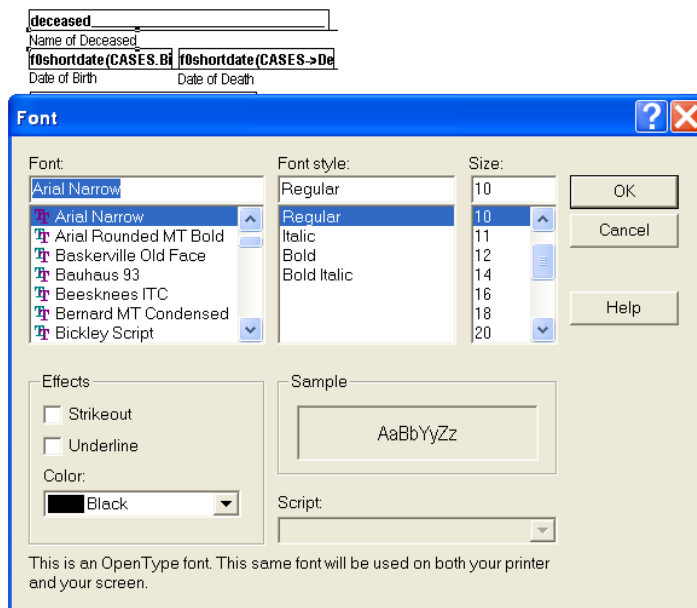 deceased
Name of Deceased
f0shortdate(CASES.Bi f0shortdate(CASES->De
Date of Birth Date of Death
Font
Font: Font style: Size:
Arial Narrow Regular 10
Arial Narrow Regular 10
Arial Rounded MT Bold Italic 11
Baskerville Old Face Bold 12
Bauhaus 93 Bold Italic 14
Beesknees ITC 16
Bernard MT Condensed 18
Bickley Script 20
OK
Cancel
Help
Effects
Strikeout
Underline
Color:
Black
Sample
AaBbYyZz
Script:
This is an OpenType font. This same font will be used on both your printer
and your screen.